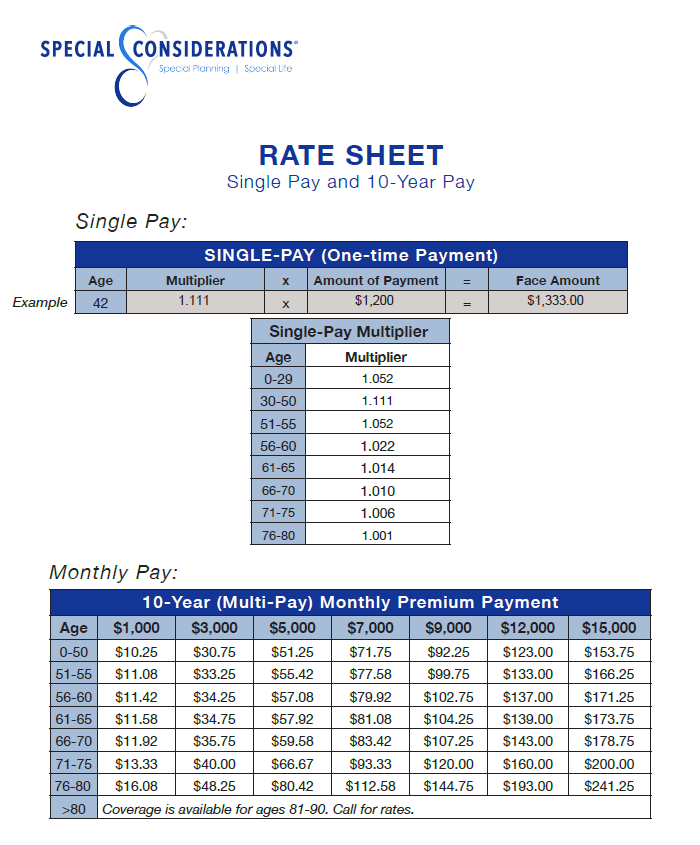 SPECIAL CONSIDERATIONS®
Special Planning | Special Life
RATE SHEET
Single Pay and 10-Year Pay
Single Pay:
SINGLE-PAY (One-time Payment)
Age Multiplier x Amount of Payment = Face Amount
Example 42 1.111 x $1,200 = $1,333.00
Single-Pay Multiplier
Age Multiplier
0-29 1.052
30-50 1.111
51-55 1.052
56-60 1.022
61-65 1.014
66-70 1.010
71-75 1.006
76-80 1.001
Monthly Pay:
10-Year (Multi-Pay) Monthly Premium Payment
Age $1,000 $3,000 $5,000 $7,000 $9,000 $12,000 $15,000
0-50 $10.25 $30.75 $51.25 $71.75 $92.25 $123.00 $153.75
51-55 $11.08 $33.25 $55.42 $77.58 $99.75 $133.00 $166.25
56-60 $11.42 $34.25 $57.08 $79.92 $102.75 $137.00 $171.25
61-65 $11.58 $34.75 $57.92 $81.08 $104.25 $139.00 $173.75
66-70 $11.92 $35.75 $59.58 $83.42 $107.25 $143.00 $178.75
71-75 $13.33 $40.00 $66.67 $93.33 $120.00 $160.00 $200.00
76-80 $16.08 $48.25 $80.42 $112.58 $144.75 $193.00 $241.25
>80 Coverage is available for ages 81-90. Call for rates.